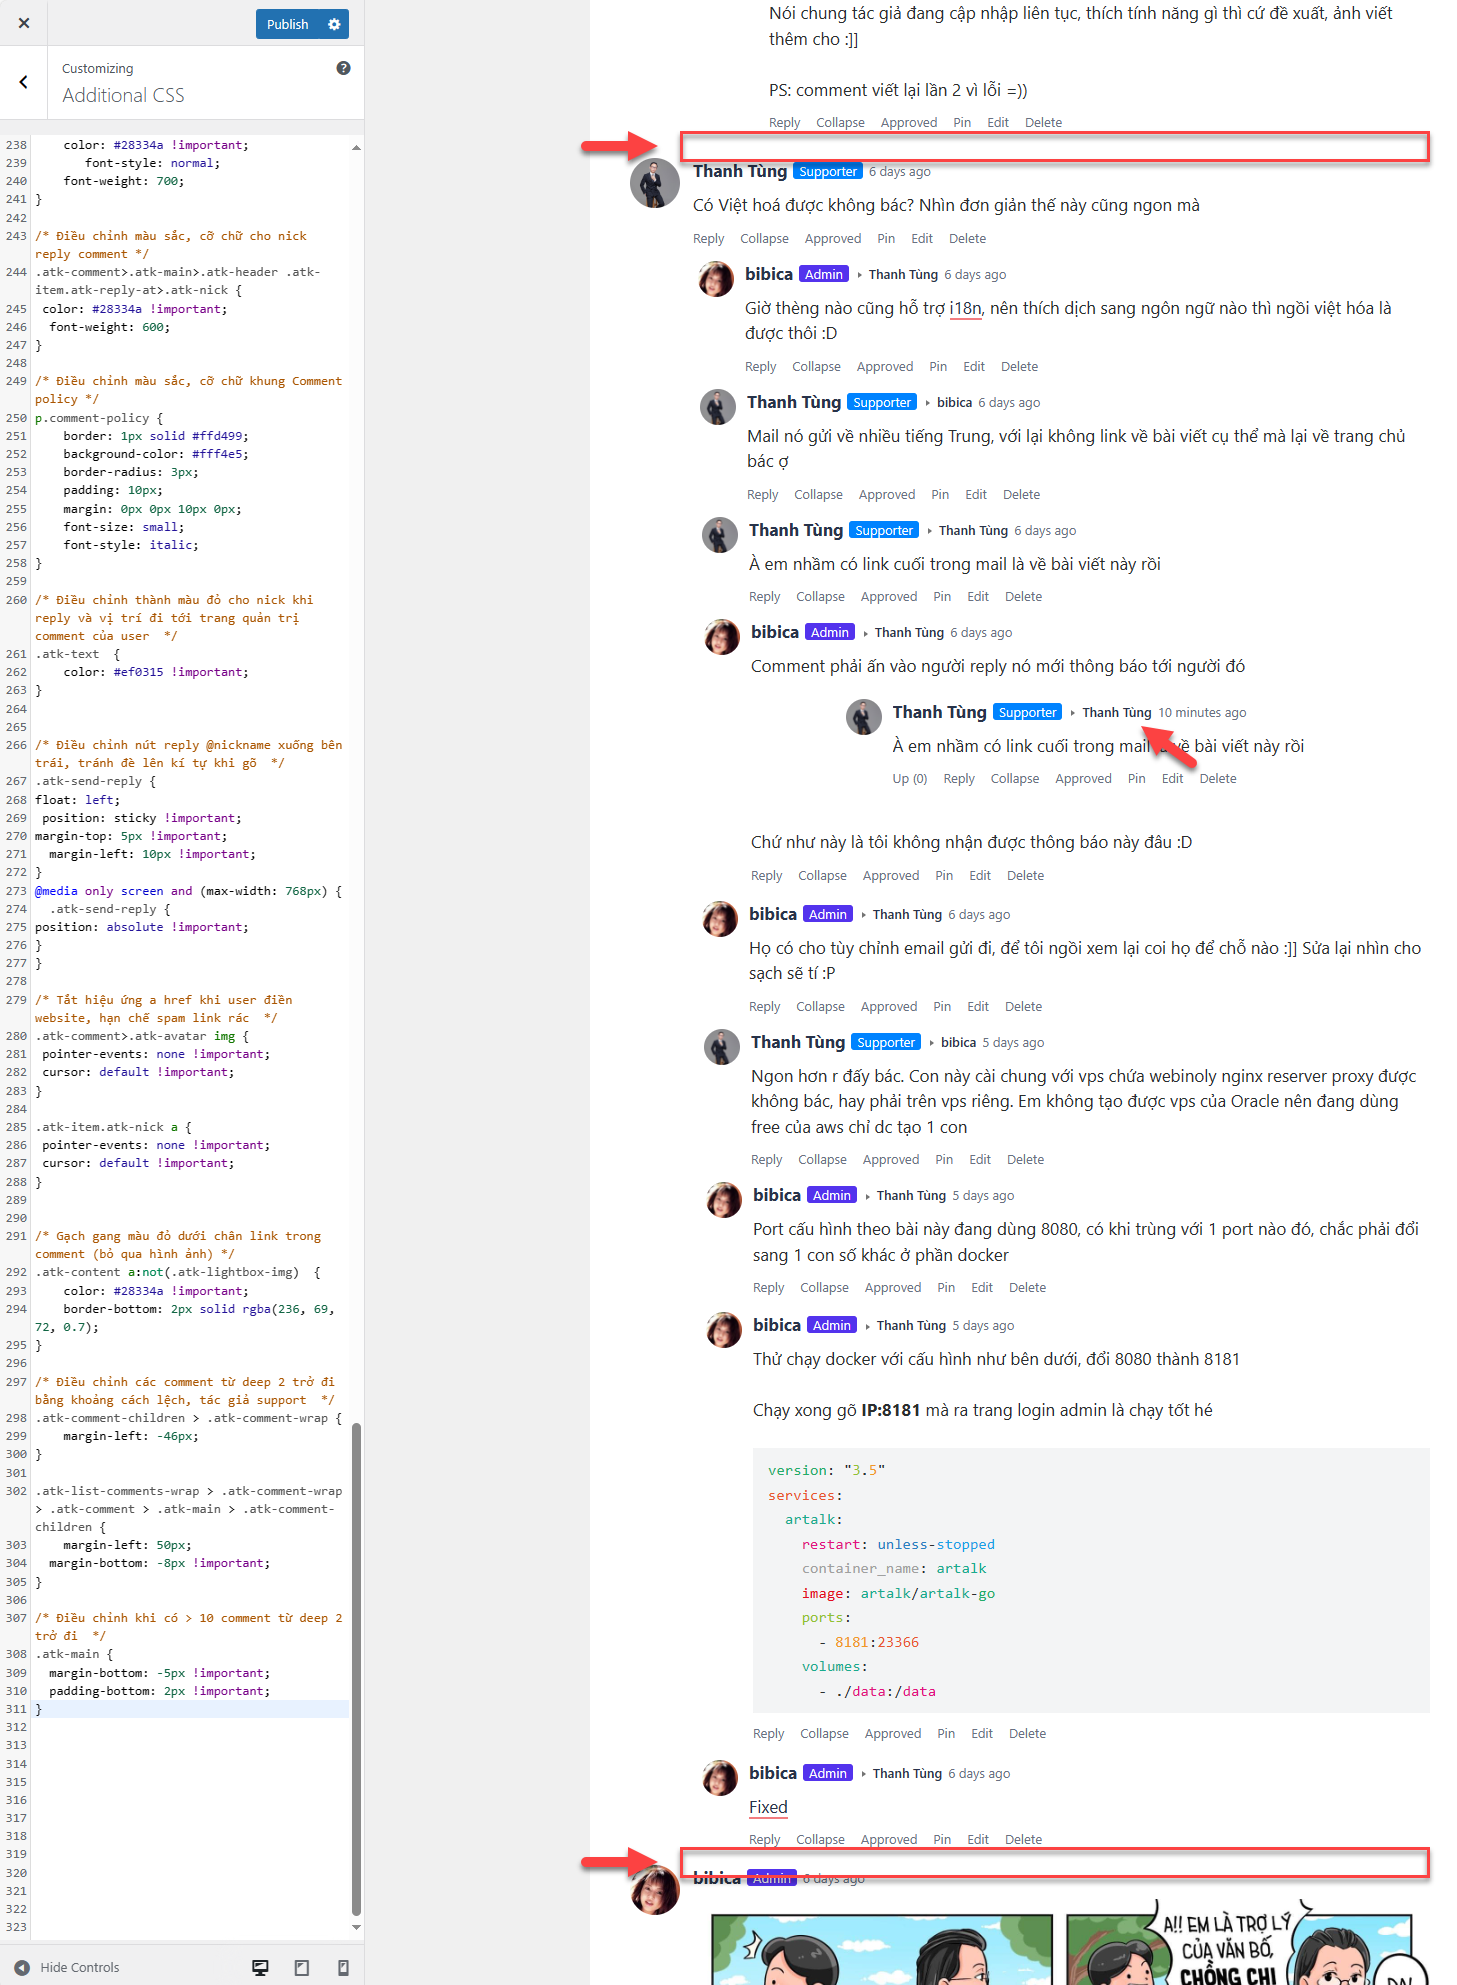 Publish
Customizing
Additional CSS
238 color: #28334a !important;
239 font-style: normal;
240 font-weight: 700;
241 }
242
243 /* Điều chỉnh màu sắc, cỡ chữ cho nick
reply comment */
244 .atk-comment>.atk-main>.atk-header .atk-
item.atk-reply-at>.atk-nick {
245 color: #28334a !important;
246 font-weight: 600;
247 }
248
249 /* Điều chỉnh màu sắc, cỡ chữ khung Comment
policy */
250 p.comment-policy {
251 border: 1px solid #ffd499;
252 background-color: #fff4e5;
253 border-radius: 3px;
254 padding: 10px;
255 margin: 0px 0px 10px 0px;
256 font-size: small;
257 font-style: italic;
258 }
259
260 /* Điều chỉnh thành màu đỏ cho nick khi
reply và vị trí đi tới trang quản trị
comment của user */
261 .atk-text {
262 color: #ef0315 !important;
263 }
264
265
266 /* Điều chỉnh nút reply @nickname xuống bên
trái, tránh đè lên kí tự khi gõ */
267 .atk-send-reply {
268 float: left;
269 position: sticky !important;
270 margin-top: 5px !important;
271 margin-left: 10px !important;
272 }
273 @media only screen and (max-width: 768px) {
274 .atk-send-reply {
275 position: absolute !important;
276 }
277 }
278
279 /* Tắt hiệu ứng a href khi user điền
website, hạn chế spam link rác */
280 .atk-comment>.atk-avatar img {
281 pointer-events: none !important;
282 cursor: default !important;
283 }
284
285 .atk-item.atk-nick a {
286 pointer-events: none !important;
287 cursor: default !important;
288 }
289
290
291 /* Gạch gang màu đỏ dưới chân link trong
comment (bỏ qua hình ảnh) */
292 .atk-content a:not(.atk-lightbox-img) {
293 color: #28334a !important;
294 border-bottom: 2px solid rgba(236, 69,
72, 0.7);
295 }
296
297 /* Điều chỉnh các comment từ deep 2 trở đi
bằng khoảng cách lệch, tác giả support */
298 .atk-comment-children > .atk-comment-wrap {
299 margin-left: -46px;
300 }
301
302 .atk-list-comments-wrap > .atk-comment-wrap
> .atk-comment > .atk-main > .atk-comment-
children {
303 margin-left: 50px;
304 margin-bottom: -8px !important;
305 }
306
307 /* Điều chỉnh khi có > 10 comment từ deep 2
trở đi */
308 .atk-main {
309 margin-bottom: -5px !important;
310 padding-bottom: 2px !important;
311 }
312
313
314
315
316
317
318
319
320
321
322
323
Hide Controls
Nói chung tác giả đang cập nhập liên tục, thích tính năng gì thì cứ đề xuất, ảnh viết
thêm cho :]]
PS: comment viết lại lần 2 vì lỗi =))
Reply Collapse Approved Pin Edit Delete
Thanh Tùng Supporter 6 days ago
Có Việt hoá được không bác? Nhìn đơn giản thế này cũng ngon mà
Reply Collapse Approved Pin Edit Delete
bibica Admin Thanh Tùng 6 days ago
Giờ thèng nào cũng hỗ trợ i18n, nên thích dịch sang ngôn ngữ nào thì ngồi việt hóa là
được thôi :D
Reply Collapse Approved Pin Edit Delete
Thanh Tùng Supporter bibica 6 days ago
Mail nó gửi về nhiều tiếng Trung, với lại không link về bài viết cụ thể mà lại về trang chủ
bác ợ
Reply Collapse Approved Pin Edit Delete
Thanh Tùng Supporter Thanh Tùng 6 days ago
À em nhầm có link cuối trong mail là về bài viết này rồi
Reply Collapse Approved Pin Edit Delete
bibica Admin Thanh Tùng 6 days ago
Comment phải ấn vào người reply nó mới thông báo tới người đó
Thanh Tùng Supporter Thanh Tùng 10 minutes ago
À em nhầm có link cuối trong mail về bài viết này rồi
Up (0) Reply Collapse Approved Pin Edit Delete
Chứ như này là tôi không nhận được thông báo này đâu :D
Reply Collapse Approved Pin Edit Delete
bibica Admin Thanh Tùng 6 days ago
Họ có cho tùy chỉnh email gửi đi, để tôi ngồi xem lại coi họ để chỗ nào :]] Sửa lại nhìn cho
sạch sẽ tí :P
Reply Collapse Approved Pin Edit Delete
Thanh Tùng Supporter bibica 5 days ago
Ngon hơn r đấy bác. Con này cài chung với vps chứa webinoly nginx reserver proxy được
không bác, hay phải trên vps riêng. Em không tạo được vps của Oracle nên đang dùng
free của aws chỉ dc tạo 1 con
Reply Collapse Approved Pin Edit Delete
bibica Admin Thanh Tùng 5 days ago
Port cấu hình theo bài này đang dùng 8080, có khi trùng với 1 port nào đó, chắc phải đổi
sang 1 con số khác ở phần docker
Reply Collapse Approved Pin Edit Delete
bibica Admin Thanh Tùng 5 days ago
Thử chạy docker với cấu hình như bên dưới, đổi 8080 thành 8181
Chạy xong gõ IP:8181 mà ra trang login admin là chạy tốt hé
version: "3.5"
services:
artalk:
restart: unless-stopped
container_name: artalk
image: artalk/artalk-go
ports:
- 8181:23366
volumes:
- ./data:/data
Reply Collapse Approved Pin Edit Delete
bibica Admin Thanh Tùng 6 days ago
Fixed
Reply Collapse Approved Pin Edit Delete
bibica Admin 6 days ago
A!! EM LÀ TRỢ LÝ
CỦA VĂN BỐ,
CHỒNG CHỊ